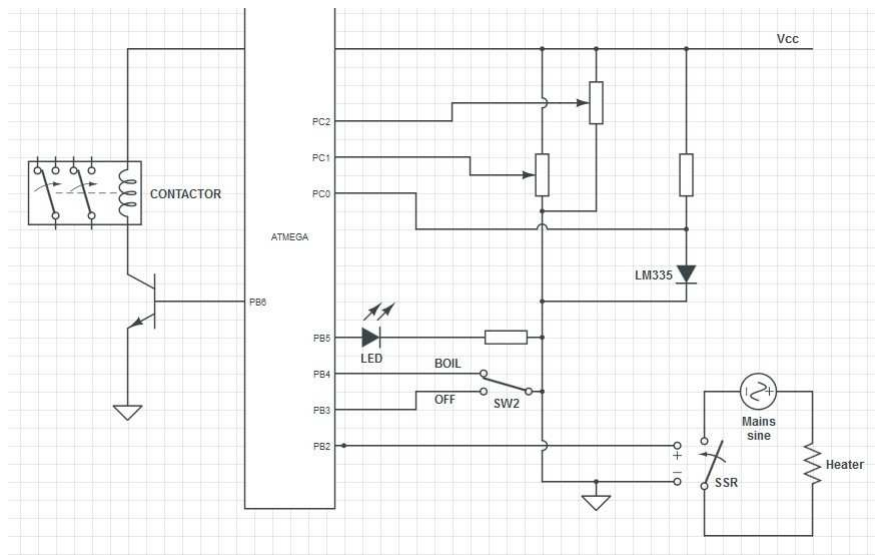 Vcc
PC2
PC1
PC0
CONTACTOR
ATMEGA
LM335
PB6
PB5
LED
PB4
BOIL
OFF
SW2
PB3
PB2
Mains
sine
+
−
SSR
Heater